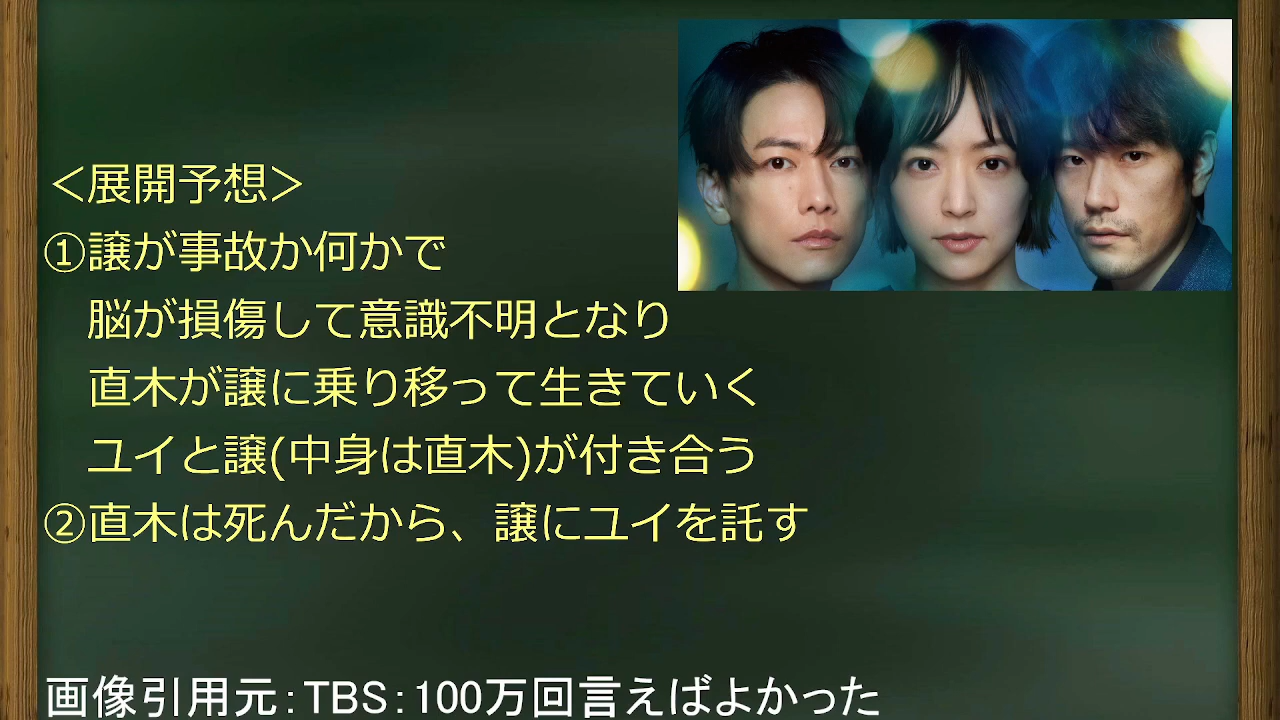 ＜展開予想＞
①譲が事故か何かで
脳が損傷して意識不明となり
直木が譲に乗り移って生きていく
ユイと譲(中身は直木)が付き合う
②直木は死んだから、譲にユイを託す
画像引用元：TBS：100万回言えばよかった